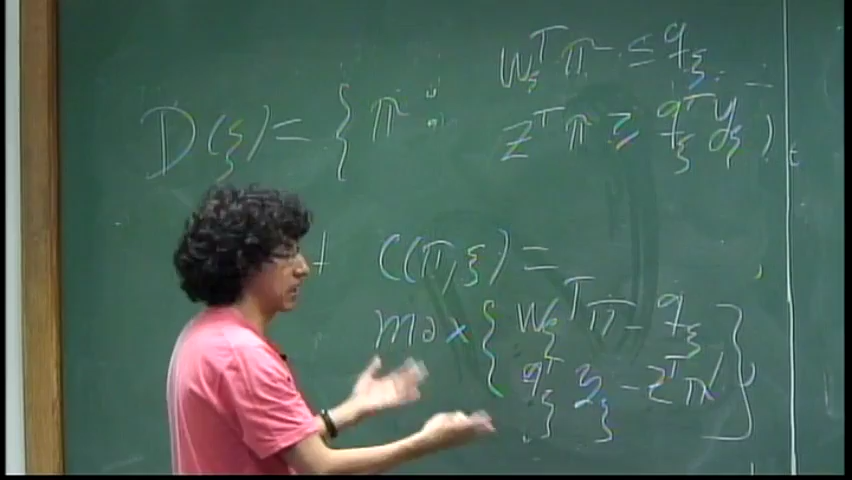 W_ξ^T π ≤ q_ξ
D(ξ) = { π : z^T π ≥ q_ξ^T y_ξ )
C(π, ξ) =
max { W_ξ^T π - q_ξ
q_ξ^T y_ξ - z^T π }